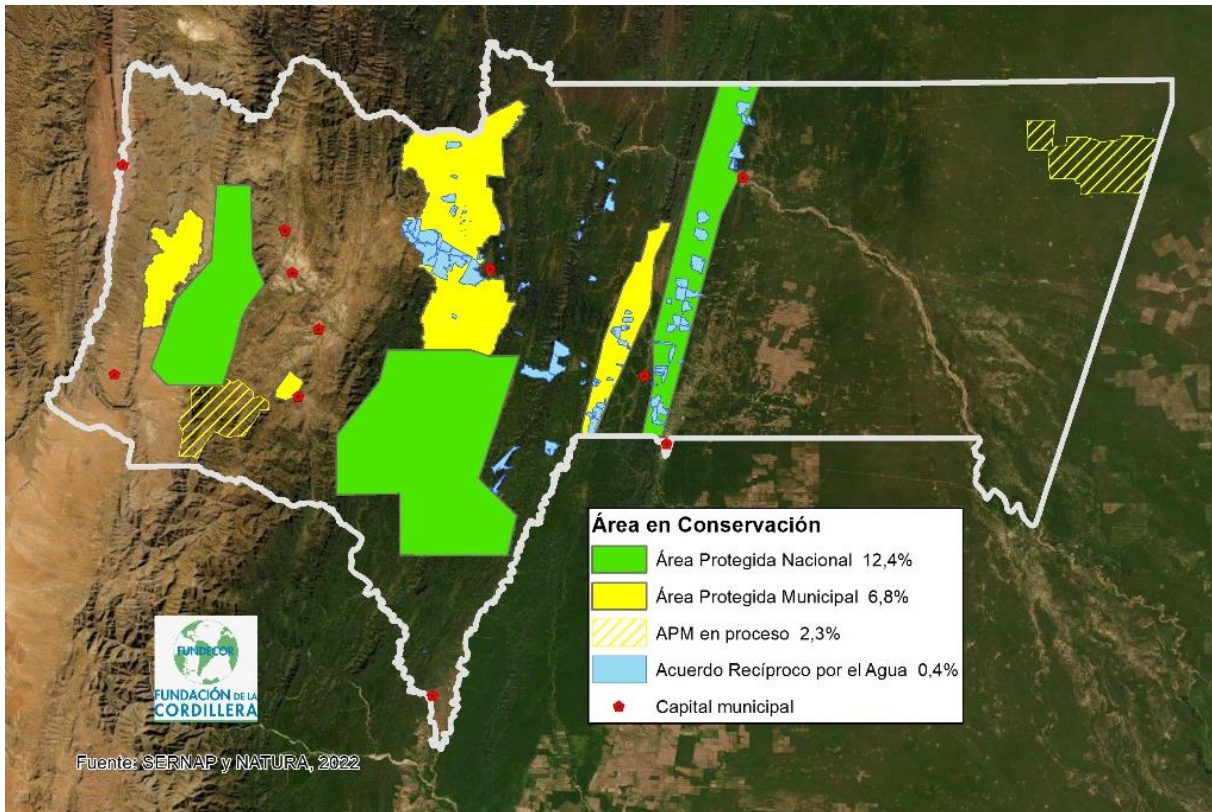 Área en Conservación
Área Protegida Nacional 12,4%
Área Protegida Municipal 6,8%
APM en proceso 2,3%
Acuerdo Recíproco por el Agua 0,4%
Capital municipal
FUNDECOR
FUNDACIÓN DE LA
CORDILLERA
Fuente: SERNAP y NATURA, 2022